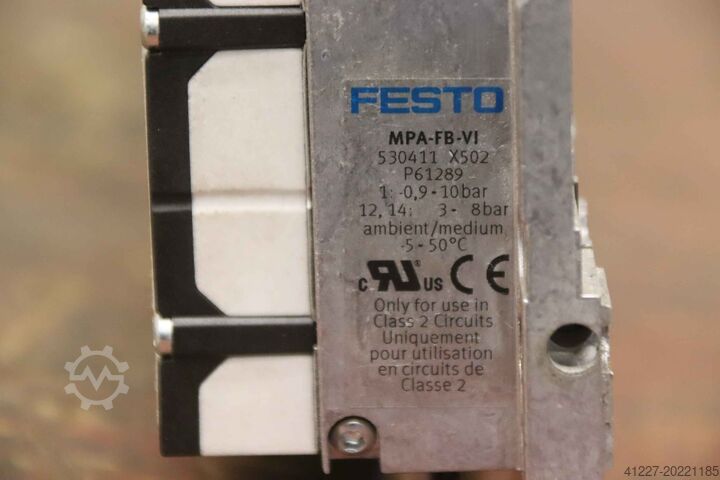 FESTO
MPA-FB-VI
530411 X502
P61289
1: -0,9-10bar
12, 14: 3- 8bar
ambient/medium
-5-50°C
c RU® us CE
Only for use in
Class 2 Circuits
Uniquement
pour utilisation
en circuits de
Classe 2
41227-20221185